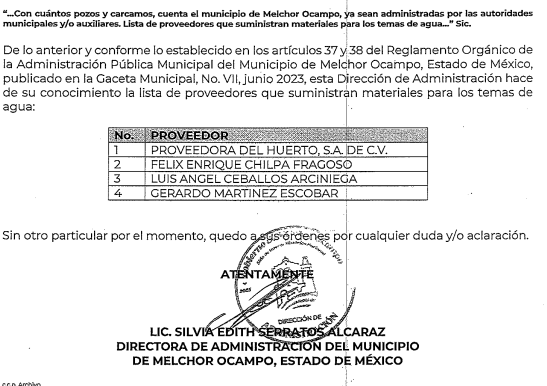 "...Con cuántos pozos y carcamos, cuenta el municipio de Melchor Ocampo, ya sean administradas por las autoridades
municipales y/o auxiliares. Lista de proveedores que suministran materiales para los temas de agua..." Sic.
De lo anterior y conforme lo establecido en los artículos 37 y 38 del Reglamento Orgánico de
la Administración Pública Municipal del Municipio de Melchor Ocampo, Estado de México,
publicado en la Gaceta Municipal, No. VII, junio 2023, esta Dirección de Administración hace
de su conocimiento la lista de proveedores que suministran materiales para los temas de
agua:
No. PROVEEDOR
1 PROVEEDORA DEL HUERTO, S.A. DE C.V.
2 FELIX ENRIQUE CHILPA FRAGOSO
3 LUIS ANGEL CEBALLOS ARCINIEGA
4 GERARDO MARTINEZ ESCOBAR
Sin otro particular por el momento, quedo a sus órdenes por cualquier duda y/o aclaración.
ATENTAMENTE
DIRECCIÓN DE
ADMINISTRACIÓN
LIC. SILVIA EDITH SERRATOS ALCARAZ
DIRECTORA DE ADMINISTRACIÓN DEL MUNICIPIO
DE MELCHOR OCAMPO, ESTADO DE MÉXICO
c.c.p. Archivo